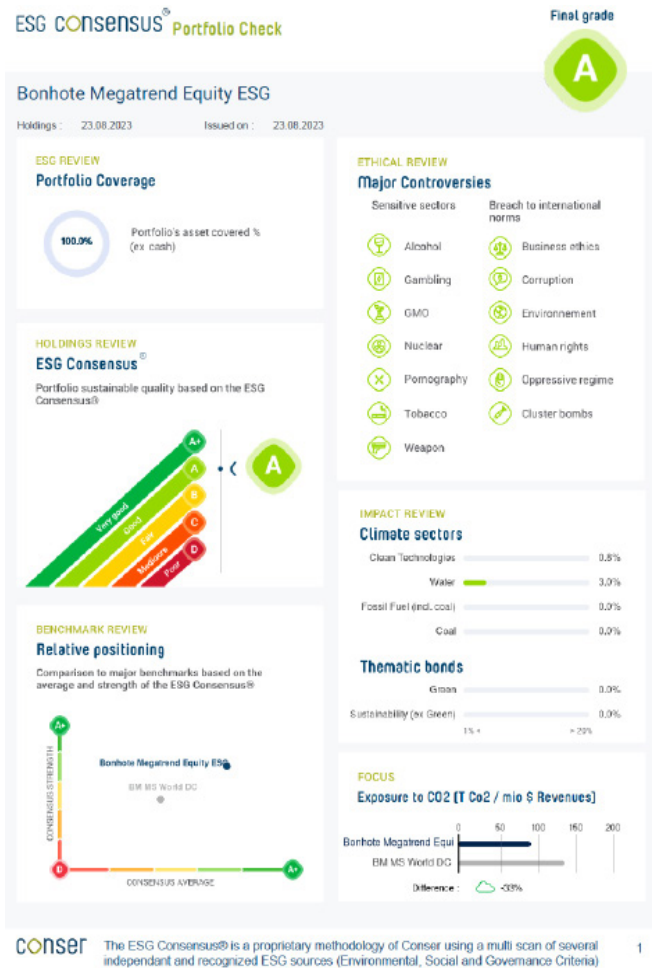 ESG CONSENSUS® Portfolio Check
Final grade
A
Bonhote Megatrend Equity ESG
Holdings : 23.08.2023 Issued on : 23.08.2023
ESG REVIEW
Portfolio Coverage
100.0%
Portfolio's asset covered %
(ex. cash)
HOLDINGS REVIEW
ESG Consensus®
Portfolio sustainable quality based on the ESG
Consensus®
A+
A
B
C
D
Very good
Good
Fair
Mediocre
Poor
A
BENCHMARK REVIEW
Relative positioning
Comparison to major benchmarks based on the
average and strength of the ESG Consensus®
A+
CONSENSUS STRENGTH
Bonhote Megatrend Equity ESG
BM MS World DC
D
A+
CONSENSUS AVERAGE
ETHICAL REVIEW
Major Controversies
Sensitive sectors
Alcohol
Gambling
GMO
Nuclear
Pornography
Tobacco
Weapon
Breach to international
norms
Business ethics
Corruption
Environnement
Human rights
Oppressive regime
Cluster bombs
IMPACT REVIEW
Climate sectors
Clean Technologies 0.8%
Water 3.0%
Fossil Fuel (incl. coal) 0.0%
Coal 0.0%
Thematic bonds
Green 0.0%
Sustainability (ex Green) 0.0%
1% < > 20%
FOCUS
Exposure to CO2 [T Co2 / mio $ Revenues]
0 50 100 150 200
Bonhote Megatrend Equi
BM MS World DC
Difference : -33%
conser
The ESG Consensus® is a proprietary methodology of Conser using a multi scan of several
independant and recognized ESG sources (Environmental, Social and Governance Criteria)
1